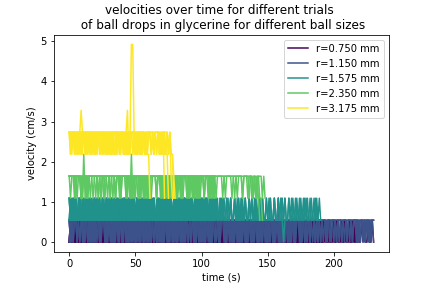 velocities over time for different trials
of ball drops in glycerine for different ball sizes
5
4
3
2
1
0
velocity (cm/s)
r=0.750 mm
r=1.150 mm
r=1.575 mm
r=2.350 mm
r=3.175 mm
0 50 100 150 200
time (s)